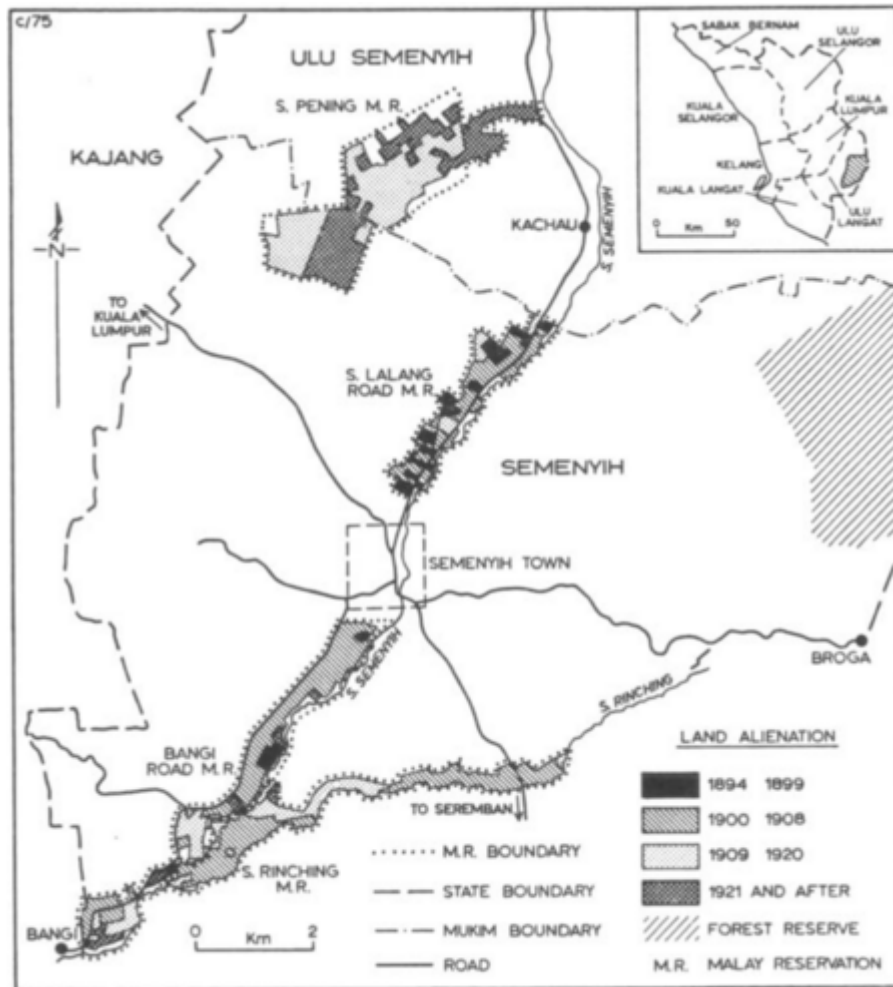 C/75
ULU SEMENYIH
S. PENING M.R.
KAJANG
N
TO
KUALA
LUMPUR
KACHAU
S. SEMENYIH
S. LALANG
ROAD M.R.
SEMENYIH
SEMENYIH TOWN
S. SEMENYIH
BROGA
S. RINCHING
BANGI
ROAD M.R.
TO SEREMBAN
S. RINCHING
M.R.
BANGI
0 2
Km
SABAK BERNAM
ULU
SELANGOR
KUALA
SELANGOR
KUALA
LUMPUR
KELANG
KUALA LANGAT
ULU
LANGAT
0 50
Km
M.R. BOUNDARY
STATE BOUNDARY
MUKIM BOUNDARY
ROAD
LAND ALIENATION
1894 1899
1900 1908
1909 1920
1921 AND AFTER
FOREST RESERVE
M.R. MALAY RESERVATION